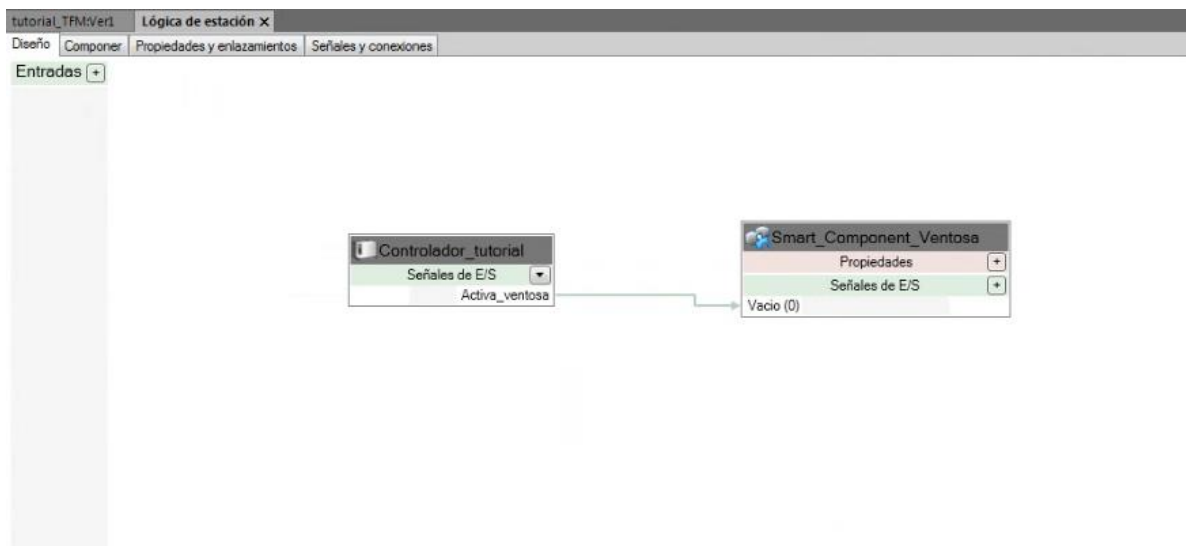 tutorial_TFM:Ver1 Lógica de estación X
Diseño Componer Propiedades y enlazamientos Señales y conexiones
Entradas +
Controlador_tutorial
Señales de E/S
Activa_ventosa
Smart_Component_Ventosa
Propiedades +
Señales de E/S +
Vacio (0)